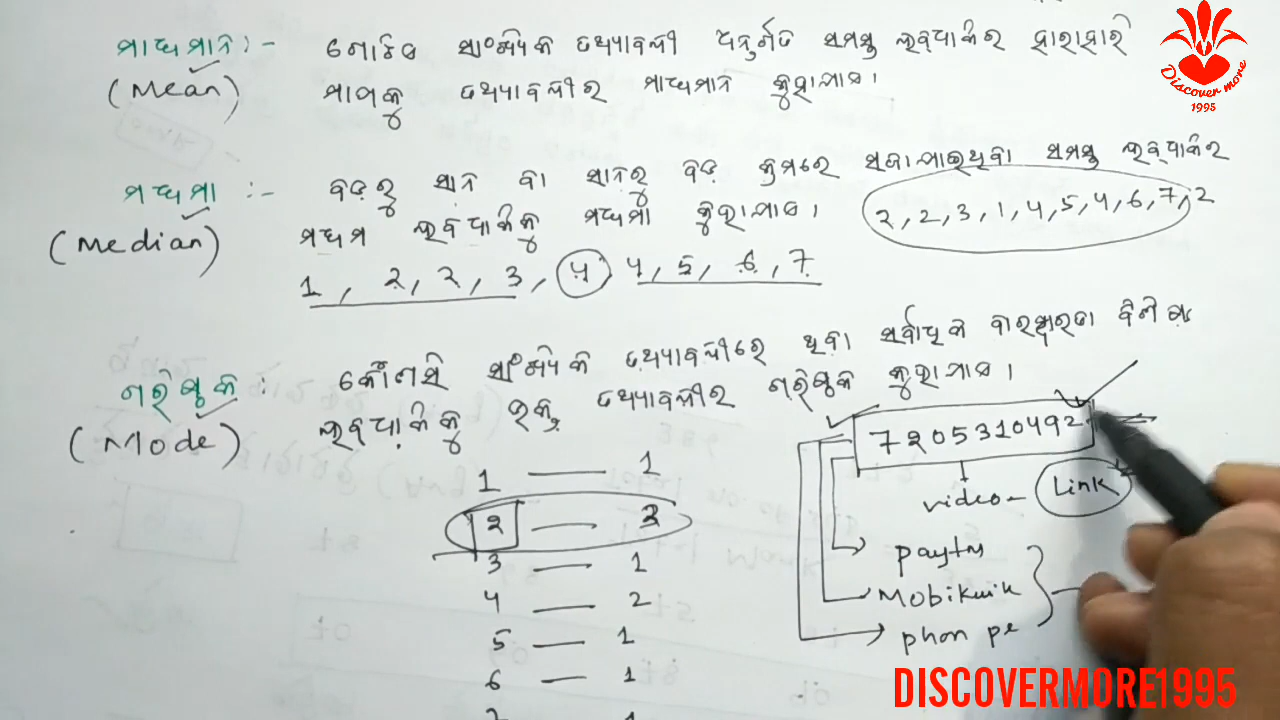 ମାଧ୍ୟମାନ :- ଗୋଟିଏ ସାଂଖ୍ୟିକ ତଥ୍ୟାବଳୀ ଅନ୍ତର୍ଗତ ସମସ୍ତ ଲବ୍ଧାଙ୍କର ହାରାହାରି
(Mean) ମାନକୁ ତଥ୍ୟାବଳୀର ମାଧ୍ୟମାନ କୁହାଯାଏ ।
ମଧ୍ୟମା :- ବଡ଼ରୁ ସାନ ବା ସାନରୁ ବଡ଼ କ୍ରମରେ ସଜାଯାଇଥିବା ସମସ୍ତ ଲବ୍ଧାଙ୍କର
(Median) ମଧ୍ୟମ ଲବ୍ଧାଙ୍କକୁ ମଧ୍ୟମା କୁହାଯାଏ ।
2, 2, 3, 1, 4, 5, 4, 6, 7, 2
1, 2, 2, 3, 4, 4, 5, 6, 7
ଗରିଷ୍ଠକ : କୌଣସି ସାଂଖ୍ୟିକ ତଥ୍ୟାବଳୀରେ ଥିବା ସର୍ବାଧିକ ବାରମ୍ବାରତା ବିଶିଷ୍ଟ
(Mode) ଲବ୍ଧାଙ୍କକୁ ଉକ୍ତ ତଥ୍ୟାବଳୀର ଗରିଷ୍ଠକ କୁହାଯାଏ ।
1 — 1
2 — 3
3 — 1
4 — 2
5 — 1
6 — 1
7205310492
video - Link
paytm
Mobikwik
phon pe
Discover more
1995
DISCOVERMORE1995